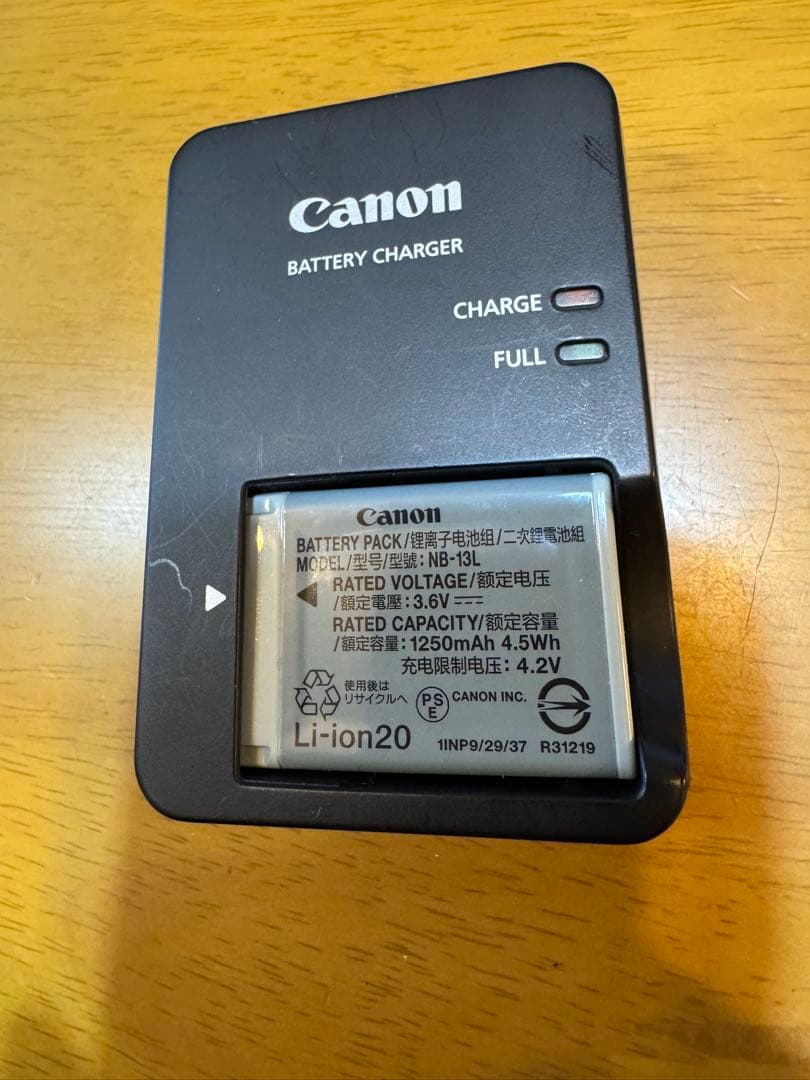 Canon
BATTERY CHARGER
CHARGE
FULL
Canon
BATTERY PACK/锂离子电池组/二次鋰電池組
MODEL/型号/型號:NB-13L
RATED VOLTAGE/额定电压
/額定電壓:3.6V
RATED CAPACITY/额定容量
/額定容量:1250mAh 4.5Wh
充电限制电压:4.2V
使用後は
リサイクルへ
PS
E
CANON INC.
Li-ion20
1INP9/29/37
R31219